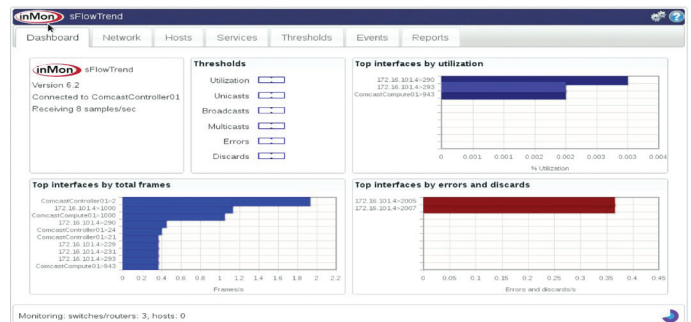 inMon sFlowTrend
Dashboard Network Hosts Services Thresholds Events Reports
inMon sFlowTrend
Version 6.2
Connected to ComcastController01
Receiving 8 samples/sec
Thresholds
Utilization
Unicasts
Broadcasts
Multicasts
Errors
Discards
Top interfaces by utilization
172.16.101.4>290
172.16.101.4>293
ComcastCompute01>943
0 0.001 0.001 0.002 0.002 0.003 0.003 0.004
% Utilization
Top interfaces by total frames
ComcastController01>2
172.16.101.4>1000
ComcastCompute01>1000
172.16.101.4>290
ComcastController01>24
ComcastController01>21
172.16.101.4>229
172.16.101.4>231
172.16.101.4>293
ComcastCompute01>943
0 0.2 0.4 0.6 0.8 1 1.2 1.4 1.6 1.8 2 2.2
Frames/s
Top interfaces by errors and discards
172.16.101.4>2005
172.16.101.4>2007
0 0.05 0.1 0.15 0.2 0.25 0.3 0.35 0.4 0.45
Errors and discards/s
Monitoring: switches/routers: 3, hosts: 0